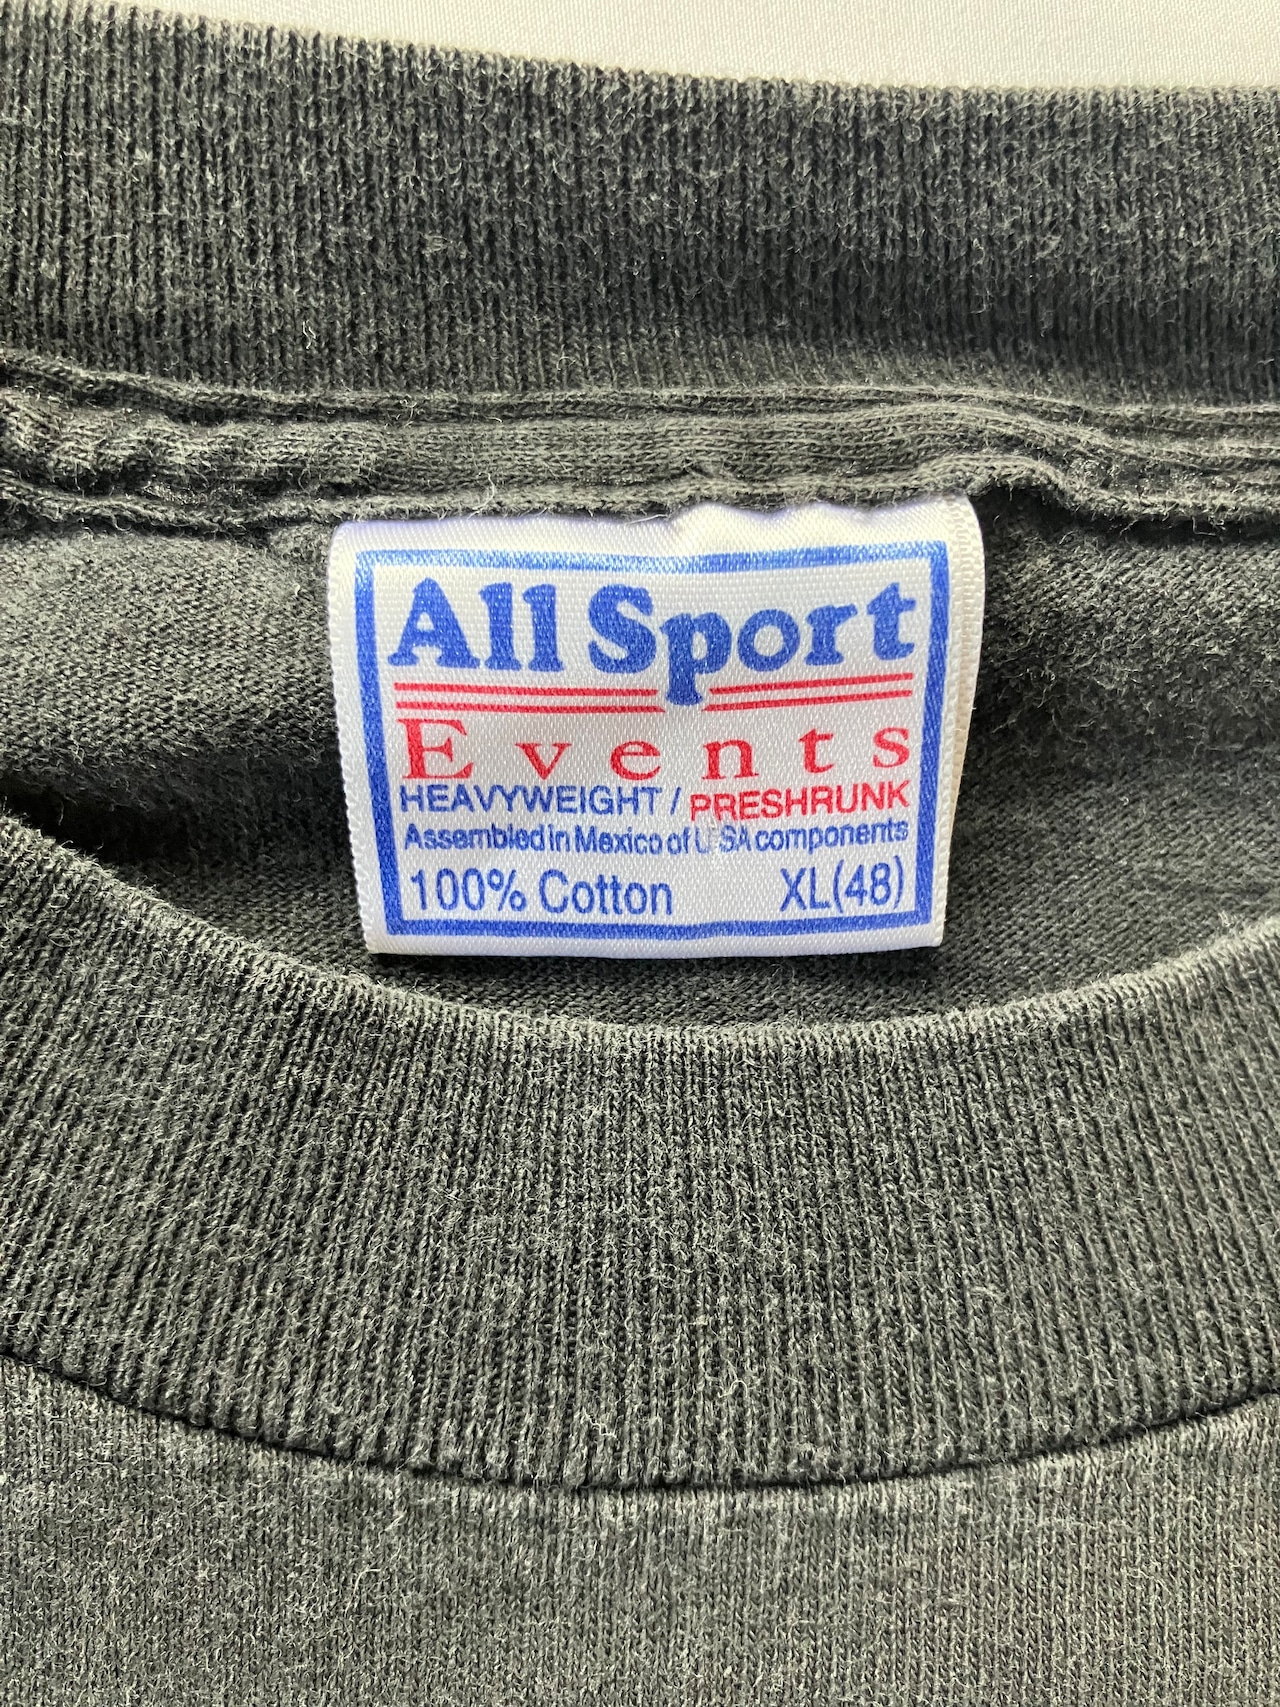 All Sport
Events
HEAVYWEIGHT / PRESHRUNK
Assembled in Mexico of USA components
100% Cotton XL(48)